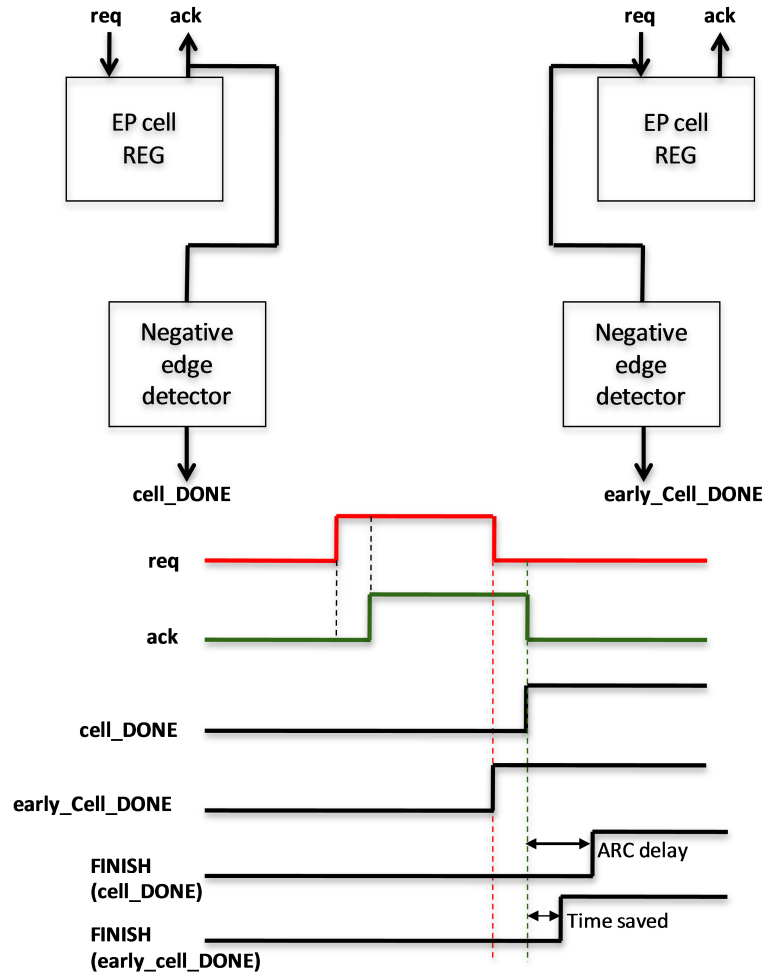 req ack
req ack
EP cell
REG
EP cell
REG
Negative
edge
detector
Negative
edge
detector
cell_DONE
early_Cell_DONE
req
ack
cell_DONE
early_Cell_DONE
ARC delay
FINISH
(cell_DONE)
Time saved
FINISH
(early_cell_DONE)